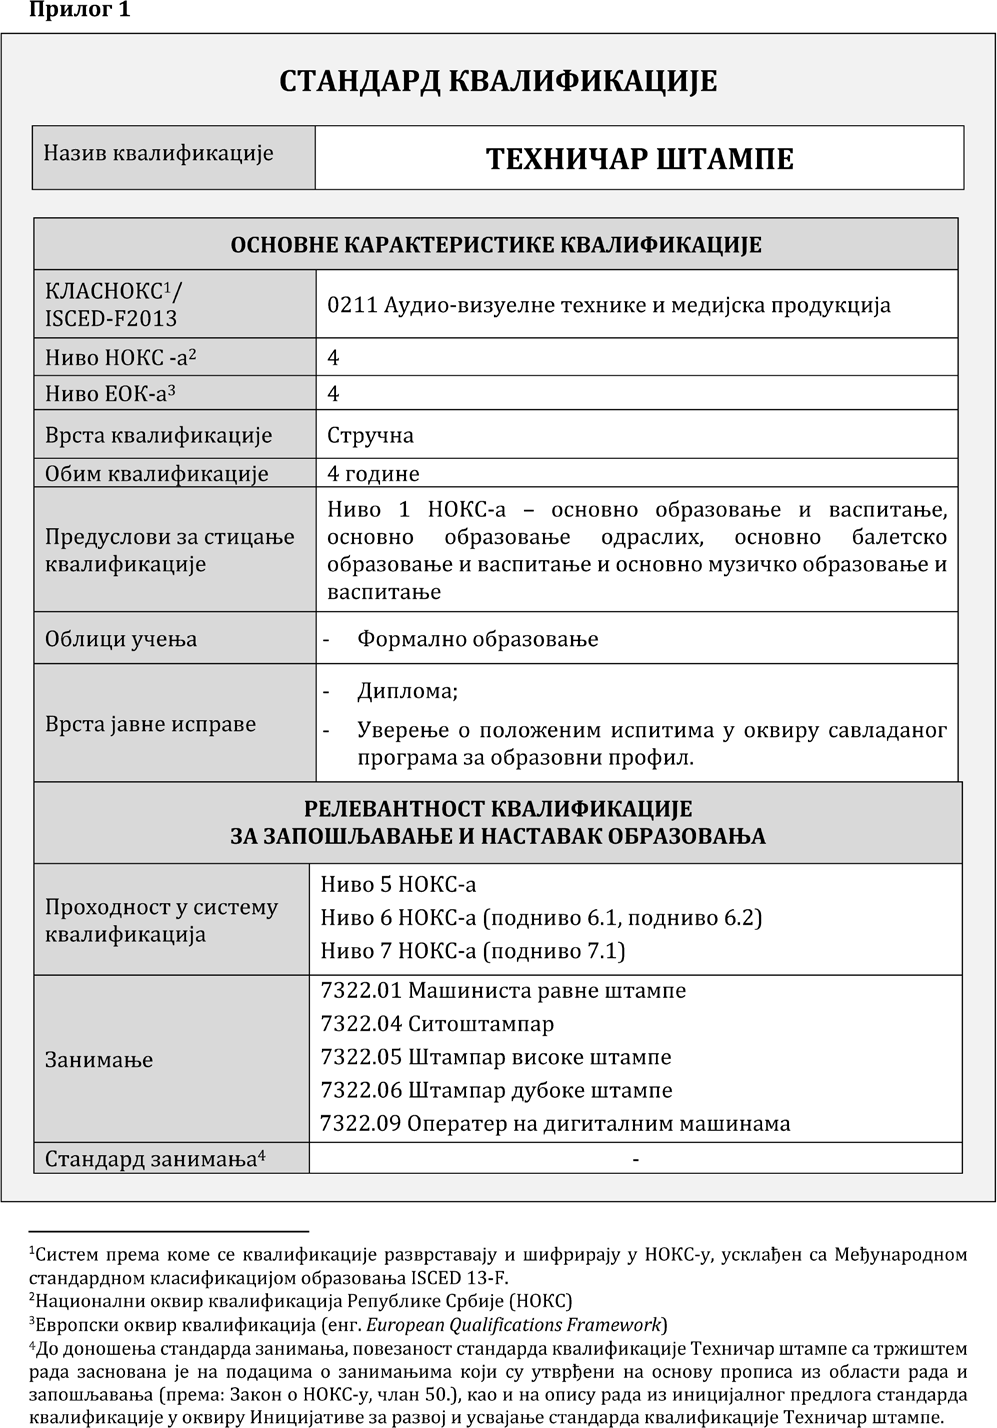 Прилог 1
СТАНДАРД КВАЛИФИКАЦИЈЕ
Назив квалификације
ТЕХНИЧАР ШТАМПЕ
ОСНОВНЕ КАРАКТЕРИСТИКЕ КВАЛИФИКАЦИЈЕ
КЛАСНОКС¹/
ISCED-F2013
0211 Аудио-визуелне технике и медијска продукција
Ниво НОКС -а²
4
Ниво ЕОК-а³
4
Врста квалификације
Стручна
Обим квалификације
4 године
Предуслови за стицање
квалификације
Ниво 1 НОКС-а – основно образовање и васпитање,
основно образовање одраслих, основно балетско
образовање и васпитање и основно музичко образовање и
васпитање
Облици учења
- Формално образовање
Врста јавне исправе
- Диплома;
- Уверење о положеним испитима у оквиру савладаног
програма за образовни профил.
РЕЛЕВАНТНОСТ КВАЛИФИКАЦИЈЕ
ЗА ЗАПОШЉАВАЊЕ И НАСТАВАК ОБРАЗОВАЊА
Проходност у систему
квалификација
Ниво 5 НОКС-а
Ниво 6 НОКС-а (подниво 6.1, подниво 6.2)
Ниво 7 НОКС-а (подниво 7.1)
Занимање
7322.01 Машиниста равне штампе
7322.04 Ситоштампар
7322.05 Штампар високе штампе
7322.06 Штампар дубоке штампе
7322.09 Оператер на дигиталним машинама
Стандард занимања⁴
-
¹Систем према коме се квалификације разврставају и шифрирају у НОКС-у, усклађен са Међународном
стандардном класификацијом образовања ISCED 13-F.
²Национални оквир квалификација Републике Србије (НОКС)
³Европски оквир квалификација (енг. European Qualifications Framework)
⁴До доношења стандарда занимања, повезаност стандарда квалификације Техничар штампе са тржиштем
рада заснована је на подацима о занимањима који су утврђени на основу прописа из области рада и
запошљавања (према: Закон о НОКС-у, члан 50.), као и на опису рада из иницијалног предлога стандарда
квалификације у оквиру Иницијативе за развој и усвајање стандарда квалификације Техничар штампе.